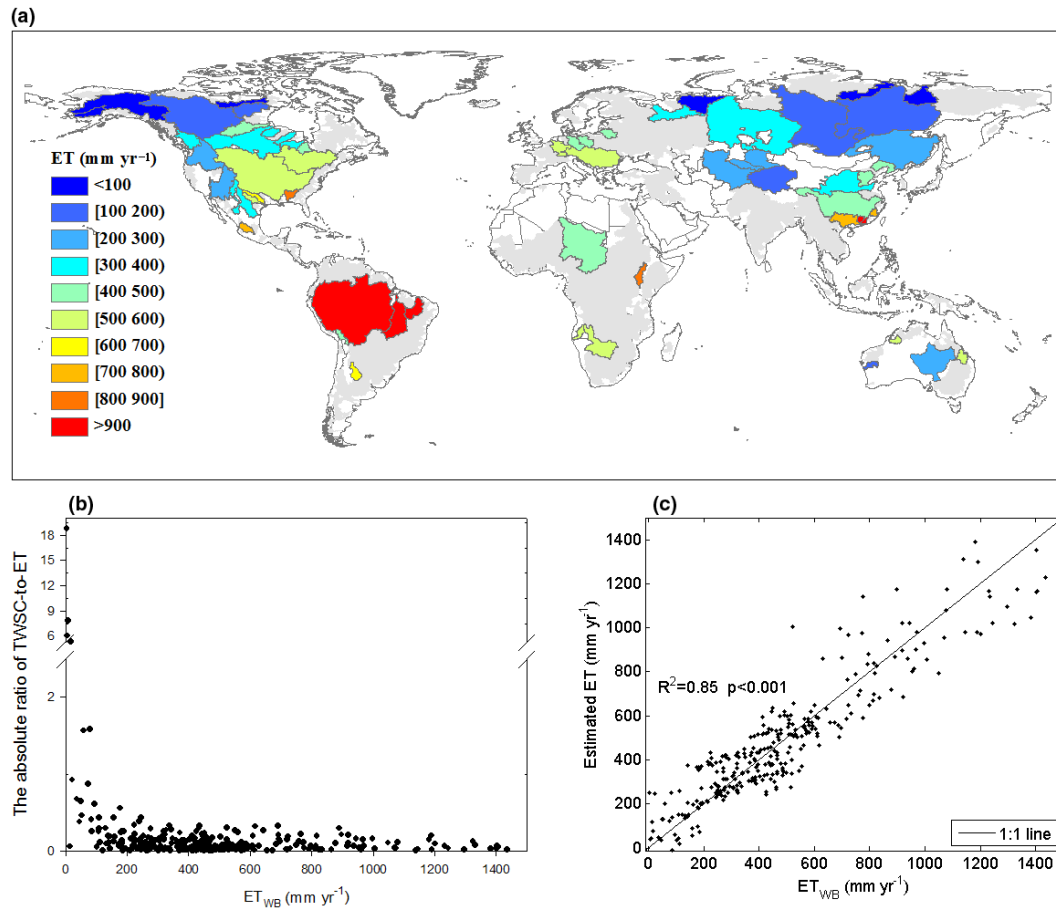 (a)
ET (mm yr⁻¹)
<100
[100 200)
[200 300)
[300 400)
[400 500)
[500 600)
[600 700)
[700 800)
[800 900]
>900
(b)
The absolute ratio of TWSC-to-ET
18
15
12
9
6
2
0
0 200 400 600 800 1000 1200 1400
ET_WB (mm yr⁻¹)
(c)
Estimated ET (mm yr⁻¹)
1400
1200
1000
800
R²=0.85 p<0.001
600
400
200
0
1:1 line
0 200 400 600 800 1000 1200 1400
ET_WB (mm yr⁻¹)